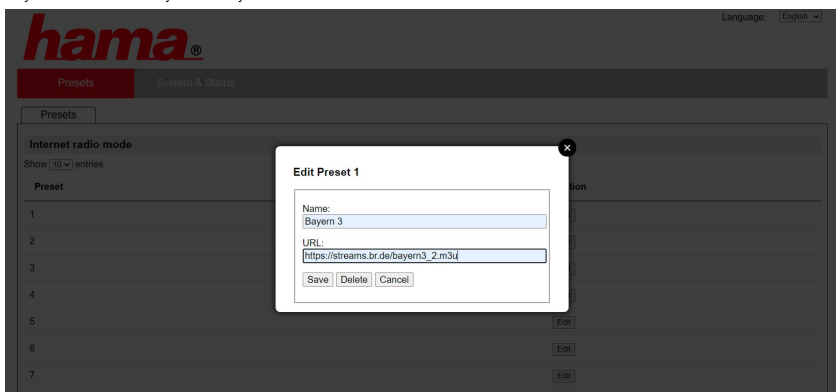 Language: English
hama®
Presets System & Status
Presets
Internet radio mode
Show 10 entries
Preset
1
2
3
4
5 Edit
6 Edit
7 Edit
Edit Preset 1
Name:
Bayern 3
URL:
https://streams.br.de/bayern3_2.m3u
Save Delete Cancel